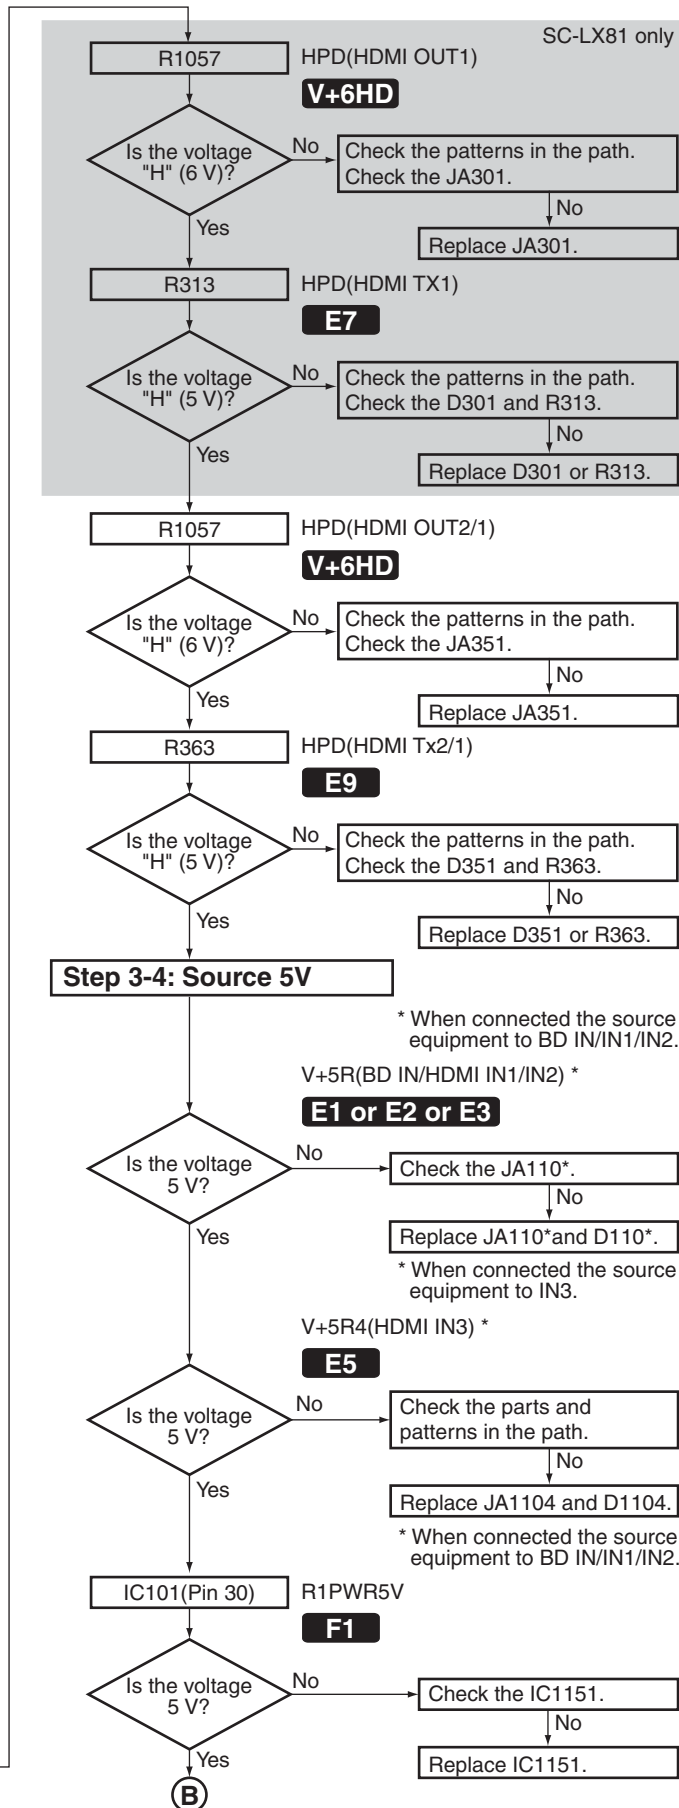 SC-LX81 only
R1057
HPD(HDMI OUT1)
V+6HD
Is the voltage
"H" (6 V)?
No
Check the patterns in the path.
Check the JA301.
No
Replace JA301.
Yes
R313
HPD(HDMI TX1)
E7
Is the voltage
"H" (5 V)?
No
Check the patterns in the path.
Check the D301 and R313.
No
Replace D301 or R313.
Yes
R1057
HPD(HDMI OUT2/1)
V+6HD
Is the voltage
"H" (6 V)?
No
Check the patterns in the path.
Check the JA351.
No
Replace JA351.
Yes
R363
HPD(HDMI Tx2/1)
E9
Is the voltage
"H" (5 V)?
No
Check the patterns in the path.
Check the D351 and R363.
No
Replace D351 or R363.
Yes
Step 3-4: Source 5V
* When connected the source
equipment to BD IN/IN1/IN2.
V+5R(BD IN/HDMI IN1/IN2) *
E1 or E2 or E3
Is the voltage
5 V?
No
Check the JA110*.
No
Replace JA110*and D110*.
Yes
* When connected the source
equipment to IN3.
V+5R4(HDMI IN3) *
E5
Is the voltage
5 V?
No
Check the parts and
patterns in the path.
No
Replace JA1104 and D1104.
Yes
* When connected the source
equipment to BD IN/IN1/IN2.
IC101(Pin 30)
R1PWR5V
F1
Is the voltage
5 V?
No
Check the IC1151.
No
Replace IC1151.
Yes
B